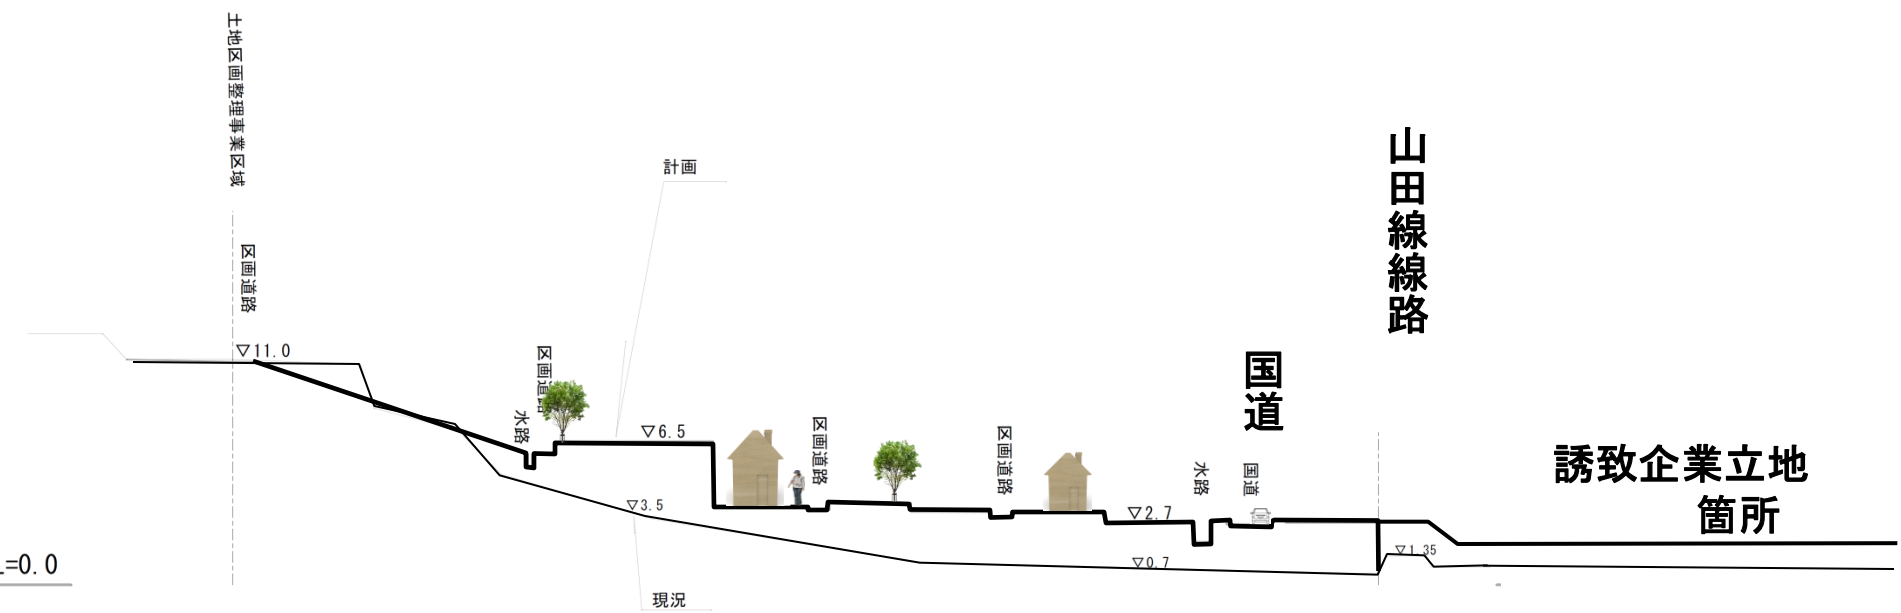 土地区画整理事業区域
区画道路
▽11.0
計画
区画道路
水路
▽6.5
▽3.5
区画道路
区画道路
▽2.7
▽0.7
水路
国道
国道
山田線線路
▽1.35
誘致企業立地
箇所
=0.0
現況